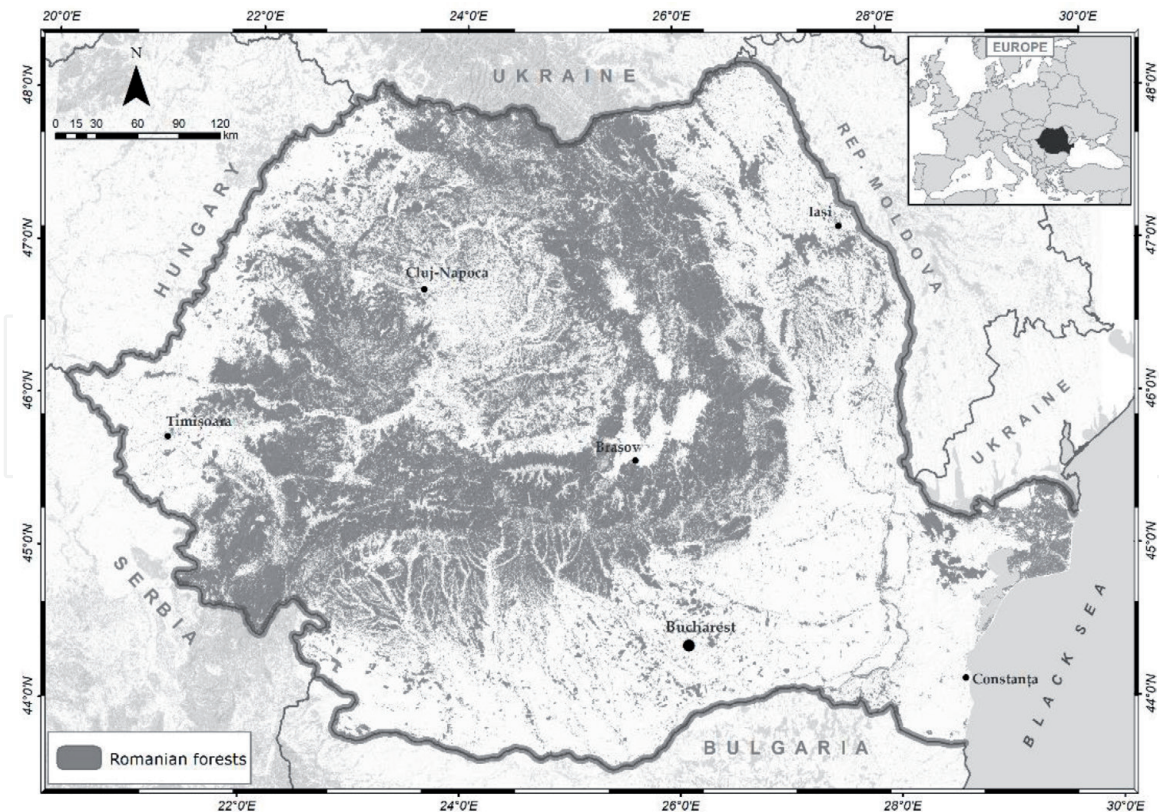 20°0'E 22°0'E 24°0'E 26°0'E 28°0'E 30°0'E
EUROPE
N
UKRAINE
48°0'N 48°0'N
0 15 30 60 90 120
km
HUNGARY
REP. MOLDOVA
Iași
47°0'N 47°0'N
Cluj-Napoca
46°0'N 46°0'N
Timișoara
UKRAINE
Brașov
45°0'N 45°0'N
SERBIA
Bucharest
BLACK SEA
Constanța
44°0'N 44°0'N
BULGARIA
Romanian forests
22°0'E 24°0'E 26°0'E 28°0'E 30°0'E